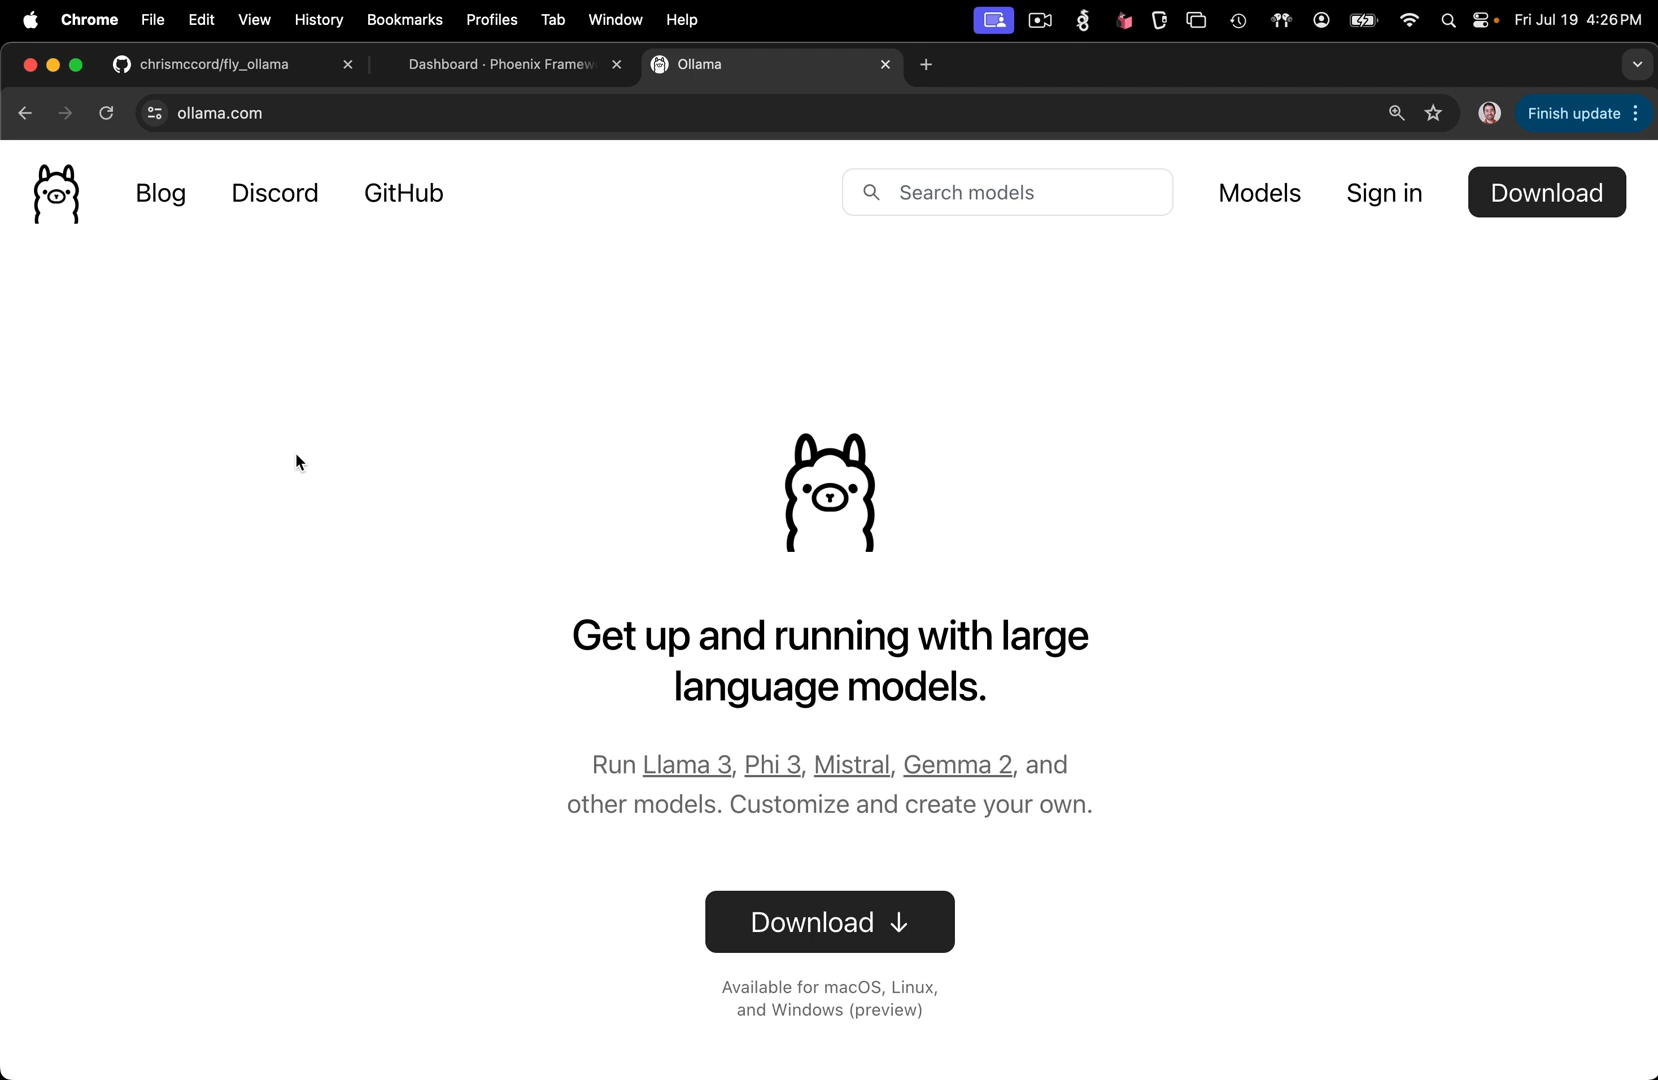 Chrome File Edit View History Bookmarks Profiles Tab Window Help Fri Jul 19 4:26 PM
chrismccord/fly_ollama Dashboard · Phoenix Framew Ollama
ollama.com Finish update
Blog Discord GitHub Search models Models Sign in Download
Get up and running with large
language models.
Run Llama 3, Phi 3, Mistral, Gemma 2, and
other models. Customize and create your own.
Download ↓
Available for macOS, Linux,
and Windows (preview)